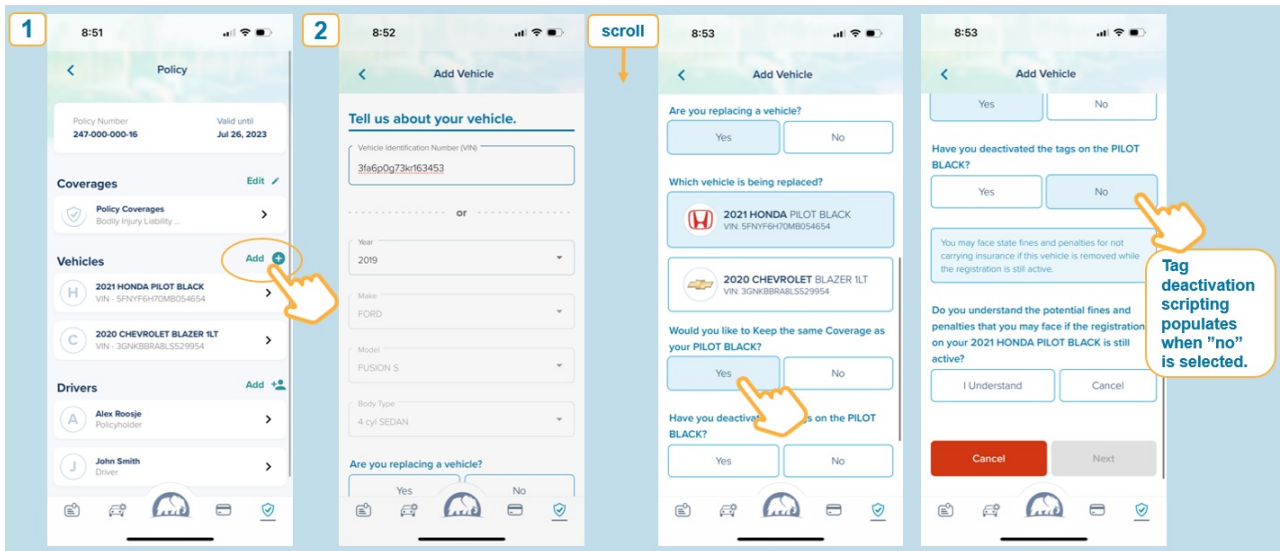 1
8:51
Policy
Policy Number
Valid until
247-000-000-16
Jul 26, 2023
Coverages
Edit
Policy Coverages
Bodily Injury Liability ...
Vehicles
Add
H
2021 HONDA PILOT BLACK
VIN - 5FNYF6H70MB054654
C
2020 CHEVROLET BLAZER 1LT
VIN - 3GNKBBRA8LS529954
Drivers
Add
A
Alex Roosje
Policyholder
J
John Smith
Driver
2
8:52
Add Vehicle
Tell us about your vehicle.
Vehicle Identification Number (VIN)
3fa6p0g73kr163453
or
Year
2019
Make
FORD
Model
FUSION S
Body Type
4 cyl SEDAN
Are you replacing a vehicle?
Yes
No
scroll
8:53
Add Vehicle
Are you replacing a vehicle?
Yes
No
Which vehicle is being replaced?
2021 HONDA PILOT BLACK
VIN: 5FNYF6H70MB054654
2020 CHEVROLET BLAZER 1LT
VIN: 3GNKBBRA8LS529954
Would you like to Keep the same Coverage as
your PILOT BLACK?
Yes
No
Have you deactivat gs on the PILOT
BLACK?
Yes
No
8:53
Add Vehicle
Yes
No
Have you deactivated the tags on the PILOT
BLACK?
Yes
No
You may face state fines and penalties for not
carrying insurance if this vehicle is removed while
the registration is still active.
Do you understand the potential fines and
penalties that you may face if the registration
on your 2021 HONDA PILOT BLACK is still
active?
I Understand
Cancel
Cancel
Next
Tag
deactivation
scripting
populates
when ”no”
is selected.